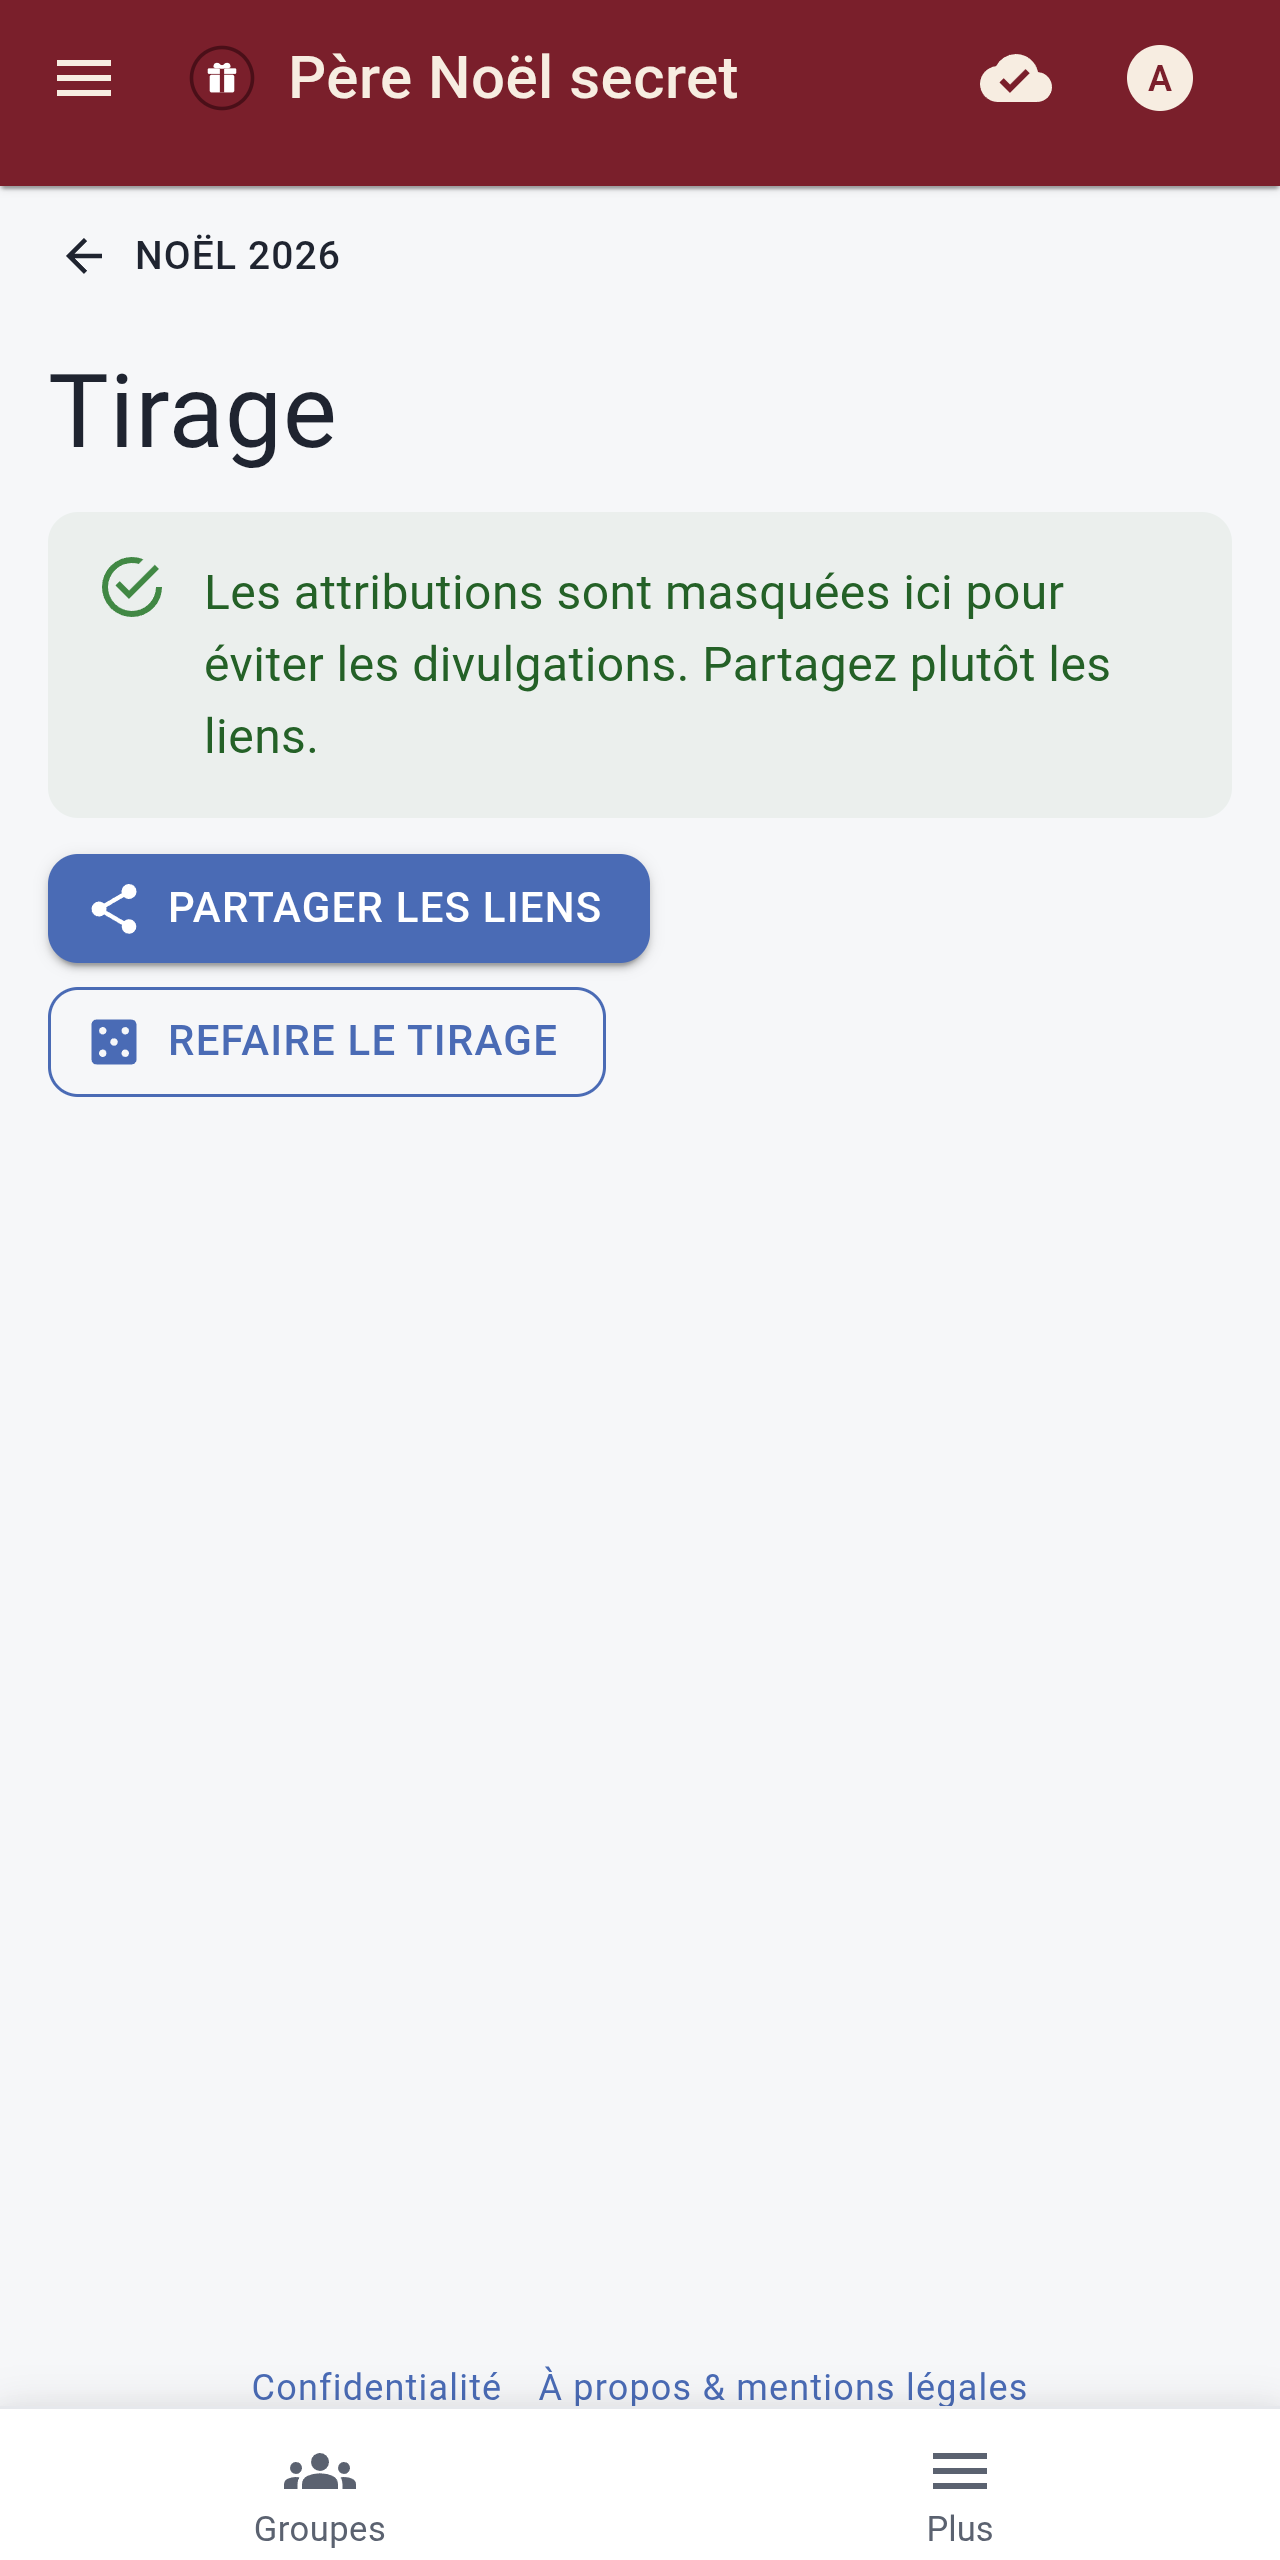 Père Noël secret
A
NOËL 2026
Tirage
Les attributions sont masquées ici pour
éviter les divulgations. Partagez plutôt les
liens.
PARTAGER LES LIENS
REFAIRE LE TIRAGE
Confidentialité À propos & mentions légales
Groupes Plus